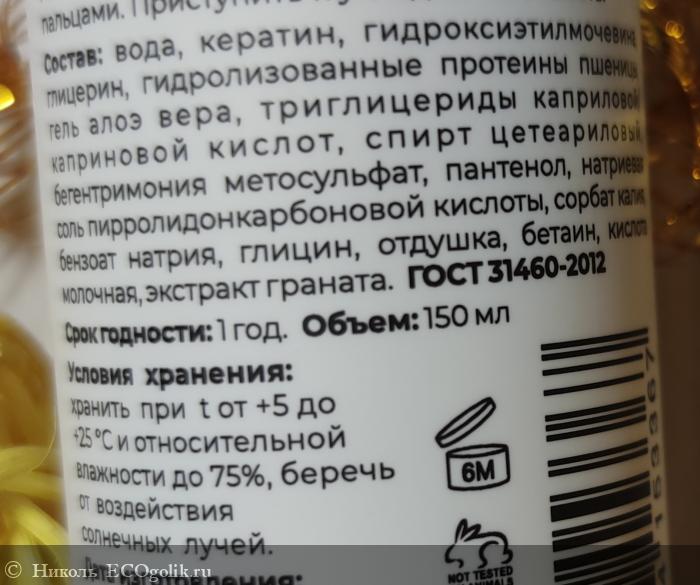 пальцами. Приступить
Состав: вода, кератин, гидроксиэтилмочевина,
глицерин, гидролизованные протеины пшеницы,
гель алоэ вера, триглицериды каприловой
каприновой кислот, спирт цетеариловый,
бегентримония метосульфат, пантенол, натриевая
соль пирролидонкарбоновой кислоты, сорбат калия,
бензоат натрия, глицин, отдушка, бетаин, кислота
молочная, экстракт граната. ГОСТ 31460-2012
Срок годности: 1 год. Объем: 150 мл
Условия хранения:
хранить при t от +5 до
+25 °C и относительной
влажности до 75%, беречь
от воздействия
солнечных лучей.
6M
NOT TESTED
Николь ECOgolik.ru